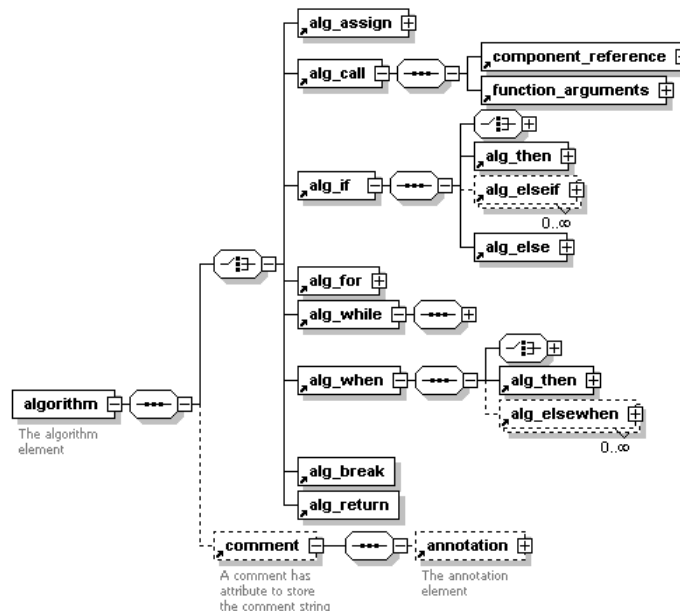 alg_assign
alg_call
component_reference
function_arguments
alg_if
alg_then
alg_elseif
0..∞
alg_else
alg_for
alg_while
alg_when
alg_then
alg_elsewhen
0..∞
algorithm
The algorithm
element
alg_break
alg_return
comment
A comment has
attribute to store
the comment string
annotation
The annotation
element